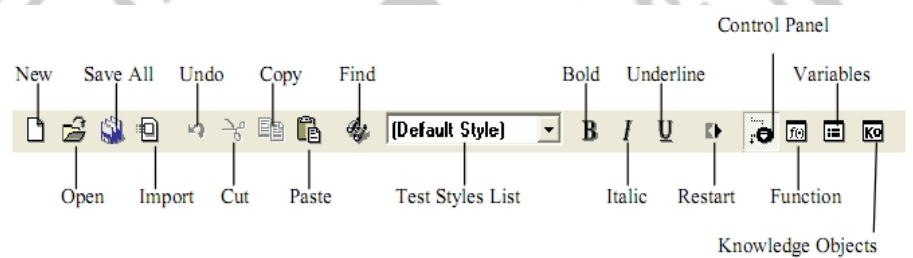 Control Panel
New Save All Undo Copy Find Bold Underline Variables
(Default Style) B I U f() KO
Open Import Cut Paste Test Styles List Italic Restart Function
Knowledge Objects